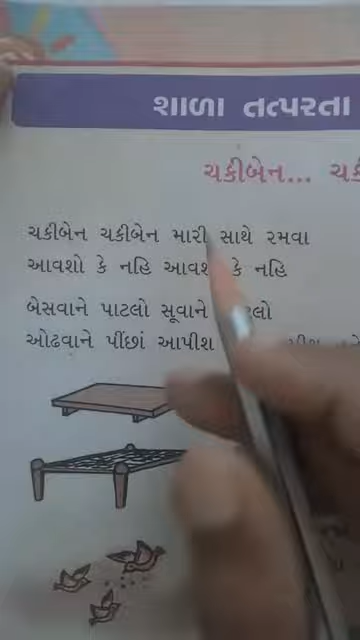 શાળા તત્પરતા
ચકીબેન...
ચકીબેન ચકીબેન મારી સાથે રમવા
આવશો કે નહિ આવશો કે નહિ
બેસવાને પાટલો સૂવાને
ઓઢવાને પીંછાં આપીશ